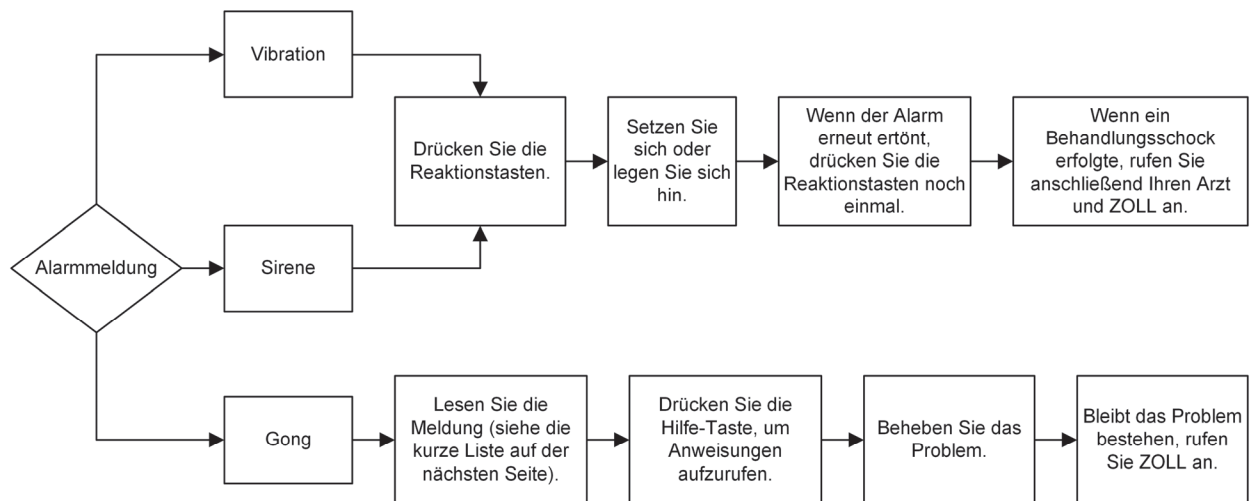 Vibration
Drücken Sie die
Reaktionstasten.
Setzen Sie
sich oder
legen Sie sich
hin.
Wenn der Alarm
erneut ertönt,
drücken Sie die
Reaktionstasten noch
einmal.
Wenn ein
Behandlungsschock
erfolgte, rufen Sie
anschließend Ihren Arzt
und ZOLL an.
Alarmmeldung
Sirene
Gong
Lesen Sie die
Meldung (siehe die
kurze Liste auf der
nächsten Seite).
Drücken Sie die
Hilfe-Taste, um
Anweisungen
aufzurufen.
Beheben Sie das
Problem.
Bleibt das Problem
bestehen, rufen
Sie ZOLL an.